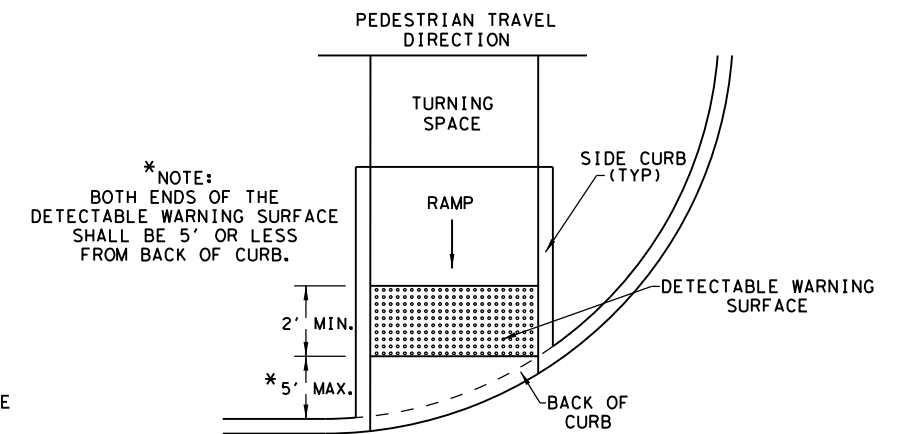 PEDESTRIAN TRAVEL
DIRECTION
TURNING
SPACE
SIDE CURB
(TYP)
*NOTE:
BOTH ENDS OF THE
DETECTABLE WARNING SURFACE
SHALL BE 5' OR LESS
FROM BACK OF CURB.
RAMP
DETECTABLE WARNING
SURFACE
2' MIN.
*5' MAX.
BACK OF
CURB
E